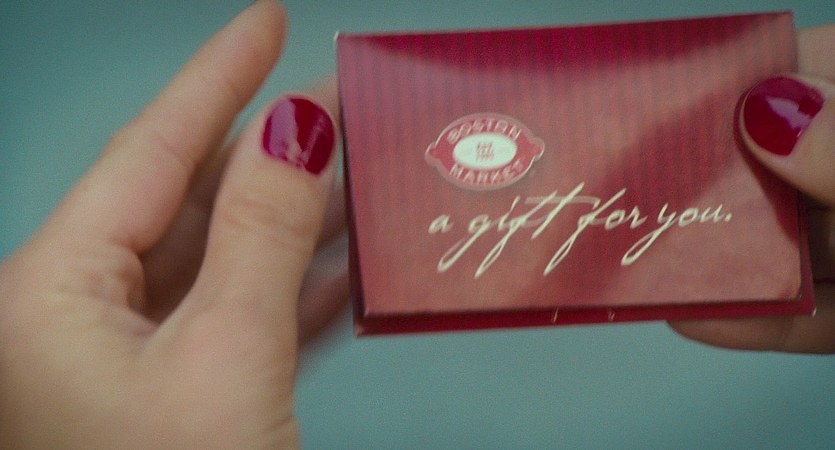 BOSTON
MARKET
a gift for you.